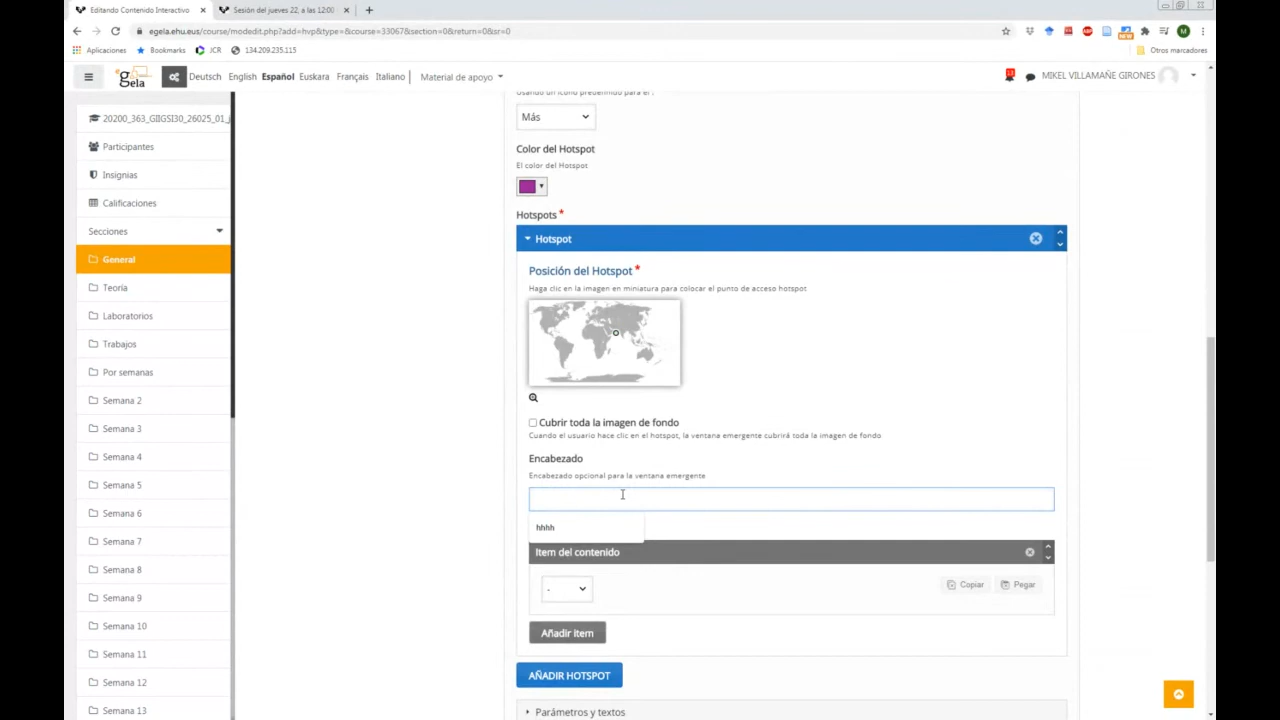 Editando Contenido Interactivo
Sesión del jueves 22, a las 12:00
egela.ehu.eus/course/modedit.php?add=hvp&type=&course=33067&section=0&return=0&sr=0
Aplicaciones
Bookmarks
JCR
134.209.235.115
Otros marcadores
gela
Deutsch
English
Español
Euskara
Français
Italiano
Material de apoyo
MIKEL VILLAMAÑE GIRONES
20200_363_GIIGSI30_26025_01_
Participantes
Insignias
Calificaciones
Secciones
General
Teoría
Laboratorios
Trabajos
Por semanas
Semana 2
Semana 3
Semana 4
Semana 5
Semana 6
Semana 7
Semana 8
Semana 9
Semana 10
Semana 11
Semana 12
Semana 13
Usando un icono predefinido para el .
Más
Color del Hotspot
El color del Hotspot
Hotspots *
Hotspot
Posición del Hotspot *
Haga clic en la imagen en miniatura para colocar el punto de acceso hotspot
Cubrir toda la imagen de fondo
Cuando el usuario hace clic en el hotspot, la ventana emergente cubrirá toda la imagen de fondo
Encabezado
Encabezado opcional para la ventana emergente
hhhh
Item del contenido
-
Copiar
Pegar
Añadir item
AÑADIR HOTSPOT
Parámetros y textos